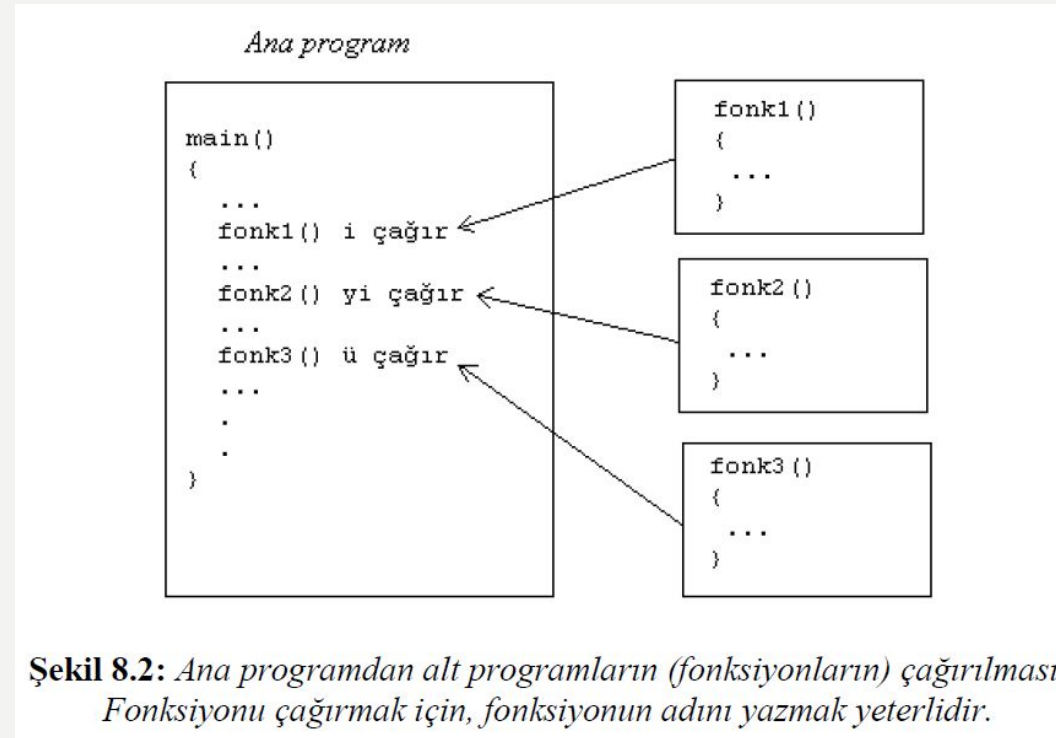 Ana program
main()
{
...
fonk1() i çağır
...
fonk2() yi çağır
...
fonk3() ü çağır
...
.
.
}
fonk1()
{
...
}
fonk2()
{
...
}
fonk3()
{
...
}
Şekil 8.2: Ana programdan alt programların (fonksiyonların) çağırılması
Fonksiyonu çağırmak için, fonksiyonun adını yazmak yeterlidir.